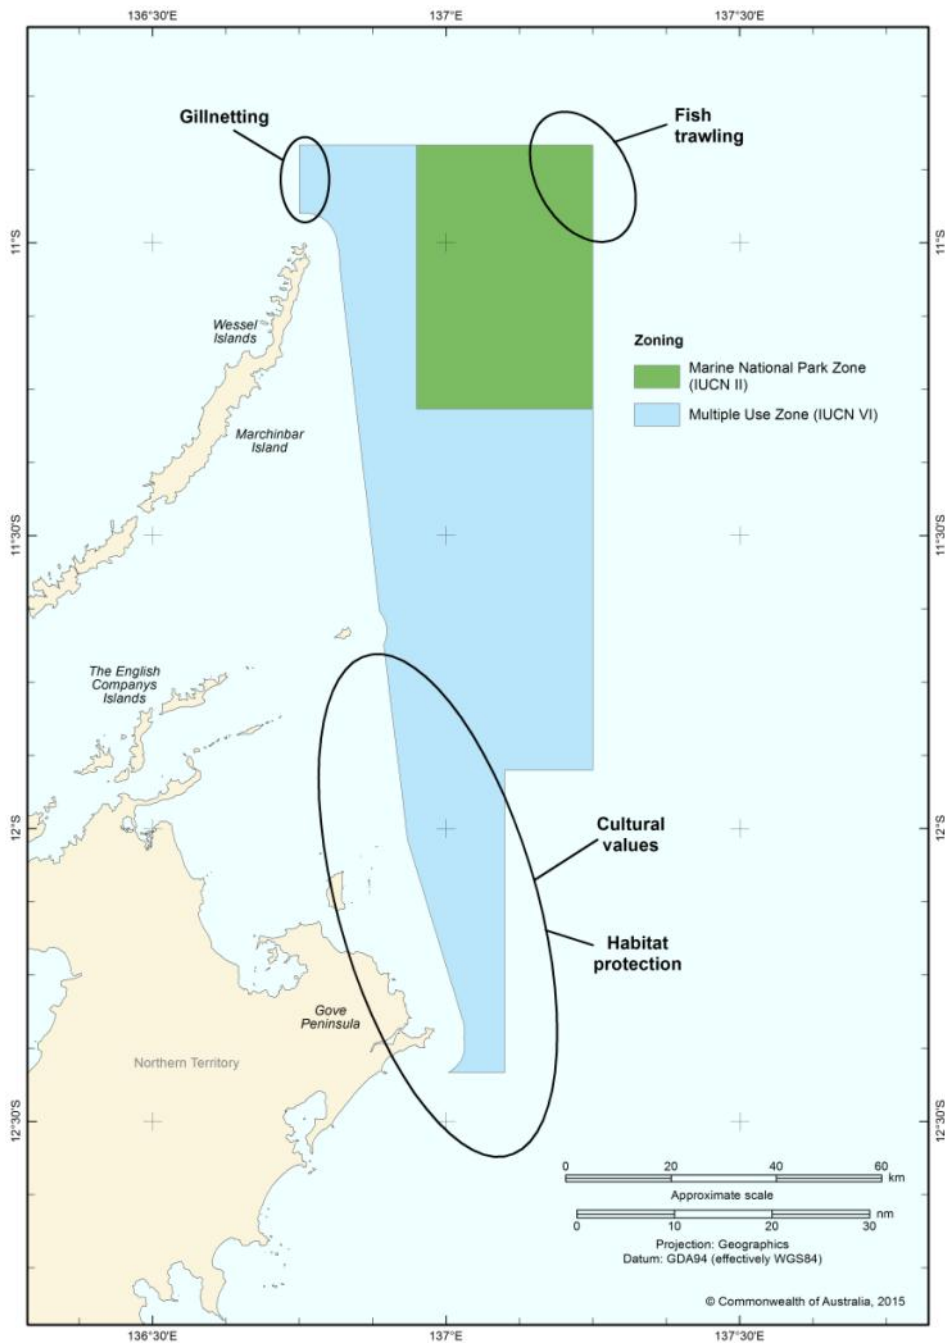 136°30'E
137°E
137°30'E
Gillnetting
Fish
trawling
11°S
11°S
Wessel
Islands
Zoning
Marine National Park Zone
(IUCN II)
Multiple Use Zone (IUCN VI)
Marchinbar
Island
11°30'S
11°30'S
The English
Companys
Islands
12°S
12°S
Cultural
values
Habitat
protection
Gove
Peninsula
Northern Territory
12°30'S
12°30'S
0 20 40 60
km
Approximate scale
nm
0 10 20 30
Projection: Geographics
Datum: GDA94 (effectively WGS84)
© Commonwealth of Australia, 2015
136°30'E
137°E
137°30'E